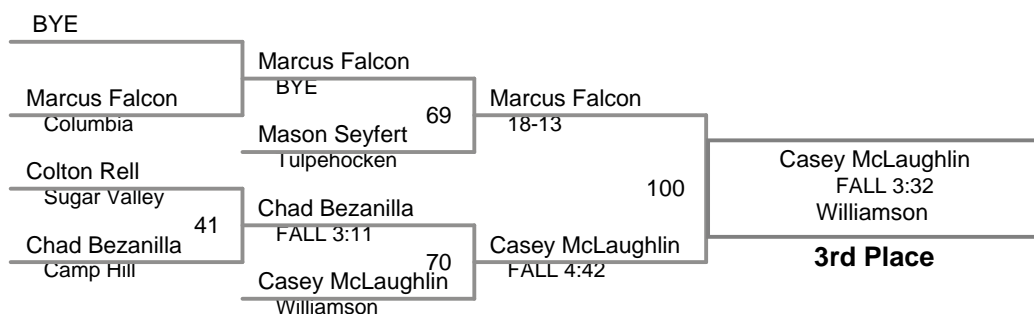 BYE
Marcus Falcon
Columbia
Colton Rell
Sugar Valley
41
Chad Bezanilla
Camp Hill
Marcus Falcon
BYE
69
Mason Seyfert
Tulpehocken
Chad Bezanilla
FALL 3:11
70
Casey McLaughlin
Williamson
Marcus Falcon
18-13
100
Casey McLaughlin
FALL 4:42
Casey McLaughlin
FALL 3:32
Williamson
3rd Place